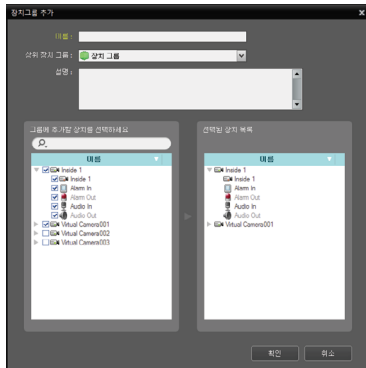 장치그룹 추가
이름 :
상위 장치 그룹 : 장치 그룹
설명 :
그룹에 추가할 장치를 선택하세요
이름
Inside 1
Inside 1
Alarm In
Alarm Out
Audio In
Audio Out
Virtual Camera001
Virtual Camera002
Virtual Camera003
선택된 장치 목록
이름
Inside 1
Inside 1
Alarm In
Alarm Out
Audio In
Audio Out
Virtual Camera001
확인
취소